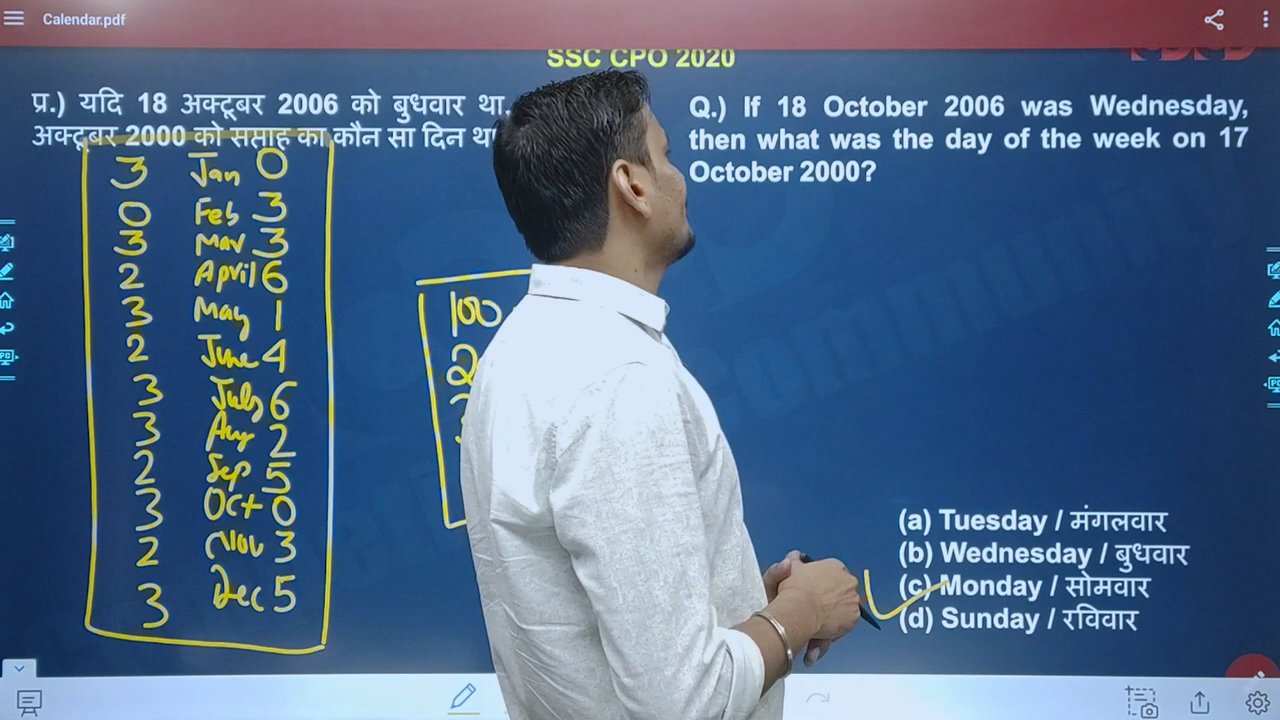 Calendar.pdf
SSC CPO 2020
प्र.) यदि 18 अक्टूबर 2006 को बुधवार था,
अक्टूबर 2000 को सप्ताह का कौन सा दिन था
Q.) If 18 October 2006 was Wednesday,
then what was the day of the week on 17
October 2000?
3 Jan 0
0 Feb 3
3 Mar 3
2 April 6
3 May 1
2 June 4
3 July 6
3 Aug 2
2 Sep 5
3 Oct 0
2 Nov 3
3 Dec 5
100
2
(a) Tuesday / मंगलवार
(b) Wednesday / बुधवार
(c) Monday / सोमवार
(d) Sunday / रविवार